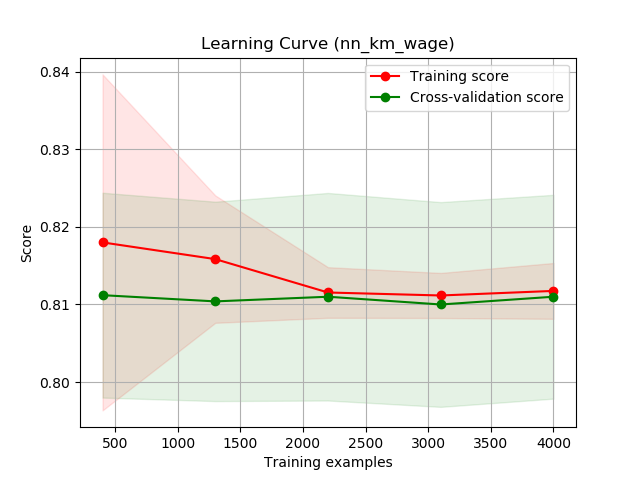 Learning Curve (nn_km_wage)
Training score
Cross-validation score
0.84
0.83
0.82
0.81
0.80
Score
500 1000 1500 2000 2500 3000 3500 4000
Training examples